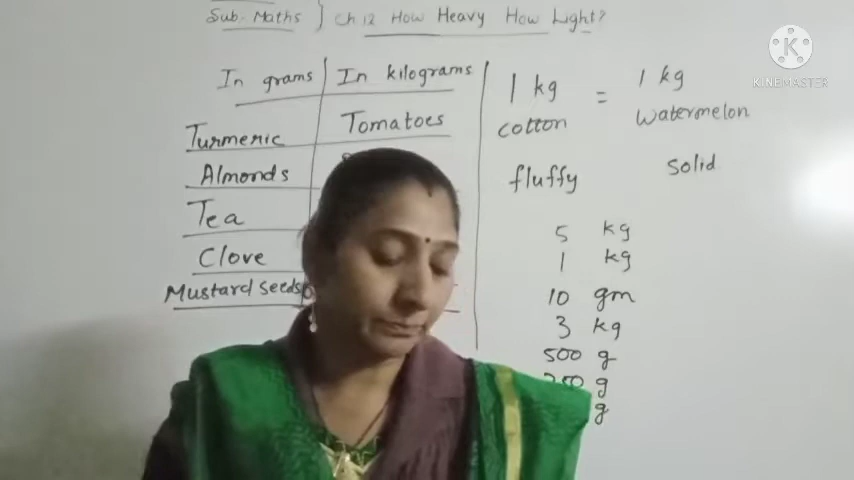 Sub. Maths } Ch 12 How Heavy How Light?
In grams
Turmeric
Almonds
Tea
Clove
Mustard Seeds
In kilograms
Tomatoes
1 kg = 1 kg
cotton watermelon
fluffy solid
5 kg
1 kg
10 gm
3 kg
500 g
g
g
K
KINEMASTER